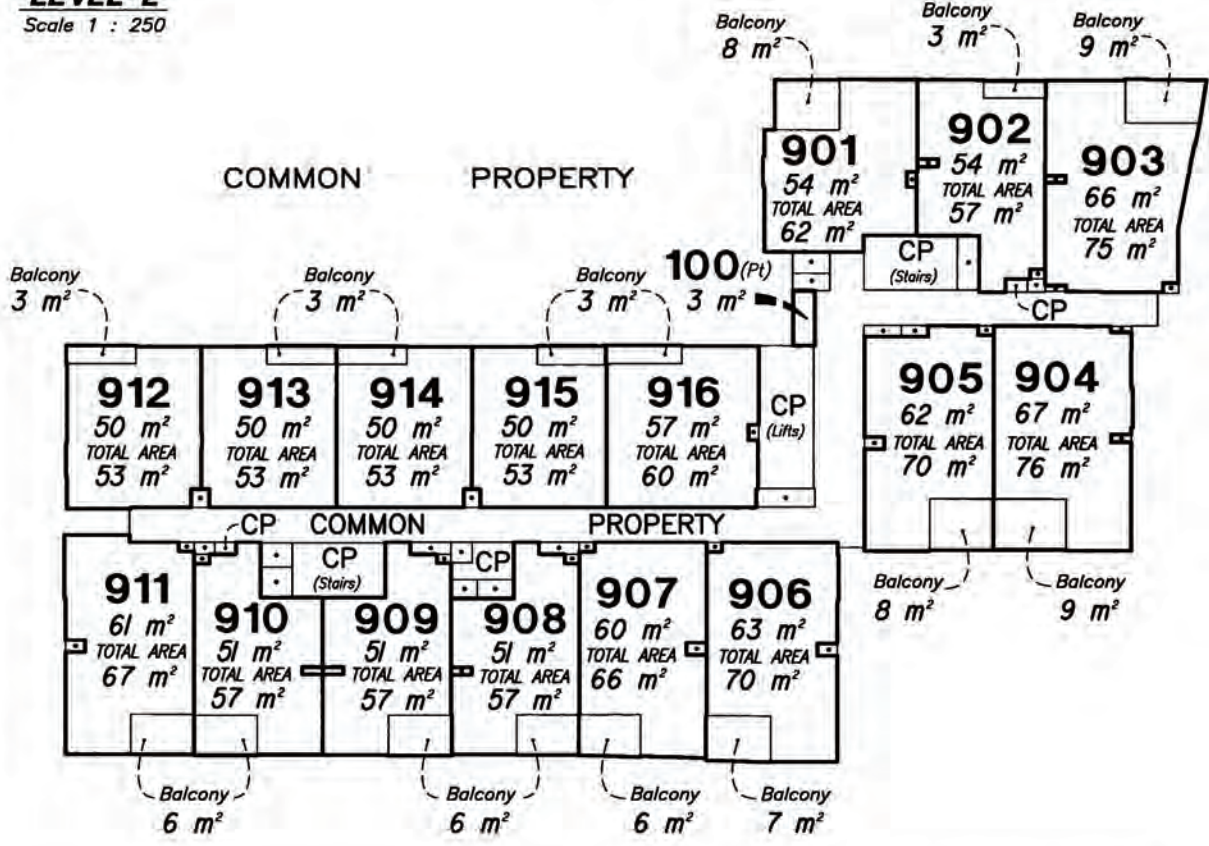 LEVEL 2
Scale 1 : 250
Balcony
8 m²
Balcony
3 m²
Balcony
9 m²
901
54 m²
TOTAL AREA
62 m²
902
54 m²
TOTAL AREA
57 m²
903
66 m²
TOTAL AREA
75 m²
COMMON PROPERTY
CP
(Stairs)
CP
100 (Pt)
3 m²
Balcony
3 m²
Balcony
3 m²
Balcony
3 m²
912
50 m²
TOTAL AREA
53 m²
913
50 m²
TOTAL AREA
53 m²
914
50 m²
TOTAL AREA
53 m²
915
50 m²
TOTAL AREA
53 m²
916
57 m²
TOTAL AREA
60 m²
CP
(Lifts)
905
62 m²
TOTAL AREA
70 m²
904
67 m²
TOTAL AREA
76 m²
CP COMMON PROPERTY
CP
(Stairs)
CP
911
61 m²
TOTAL AREA
67 m²
910
51 m²
TOTAL AREA
57 m²
909
51 m²
TOTAL AREA
57 m²
908
51 m²
TOTAL AREA
57 m²
907
60 m²
TOTAL AREA
66 m²
906
63 m²
TOTAL AREA
70 m²
Balcony
8 m²
Balcony
9 m²
Balcony
6 m²
Balcony
6 m²
Balcony
6 m²
Balcony
7 m²